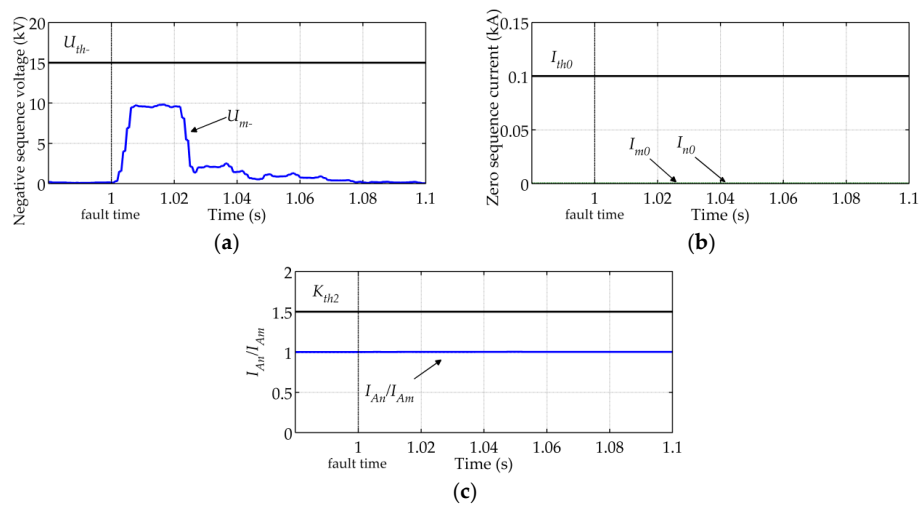 Negative sequence voltage (kV)
20
15
10
5
0
U_th-
U_m-
1
1.02
1.04
1.06
1.08
1.1
fault time
Time (s)
(a)
Zero sequence current (kA)
0.15
0.1
0.05
0
I_th0
I_m0
I_n0
1
1.02
1.04
1.06
1.08
1.1
fault time
Time (s)
(b)
I_An/I_Am
2
1.5
1
0.5
0
K_th2
I_An/I_Am
1
1.02
1.04
1.06
1.08
1.1
fault time
Time (s)
(c)